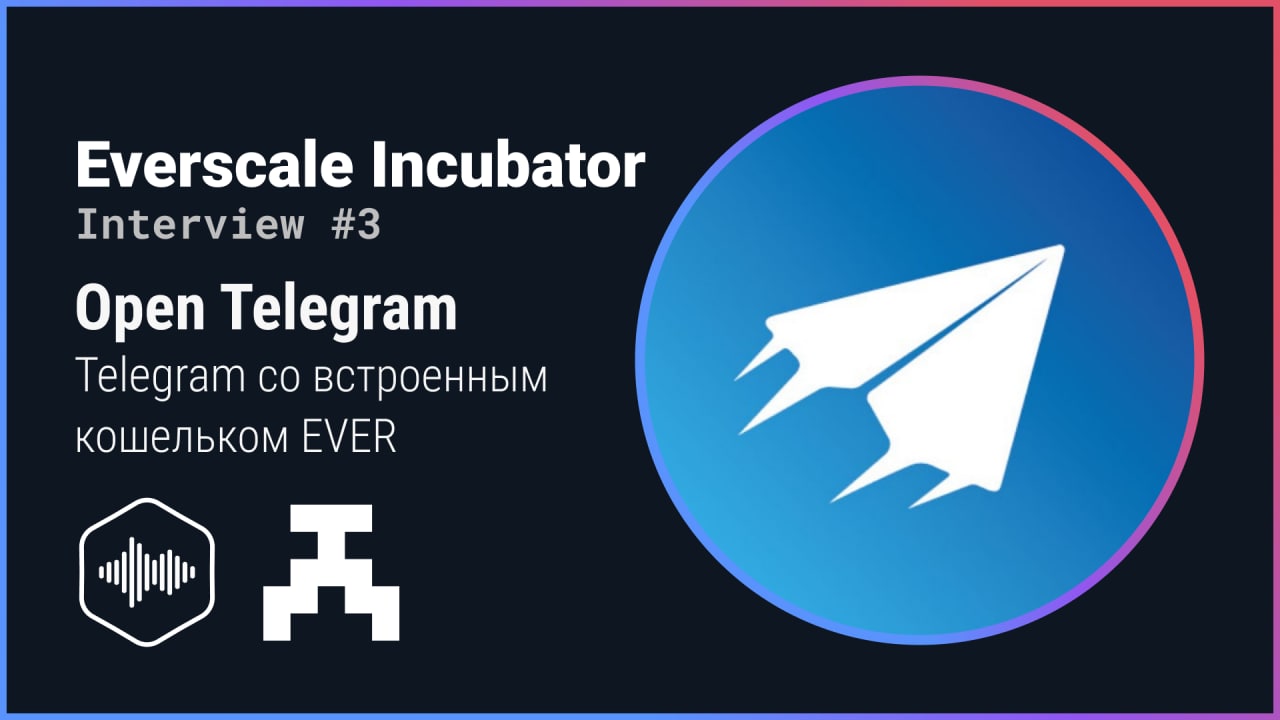 Everscale Incubator
Interview #3
Open Telegram
Telegram со встроенным
кошельком EVER